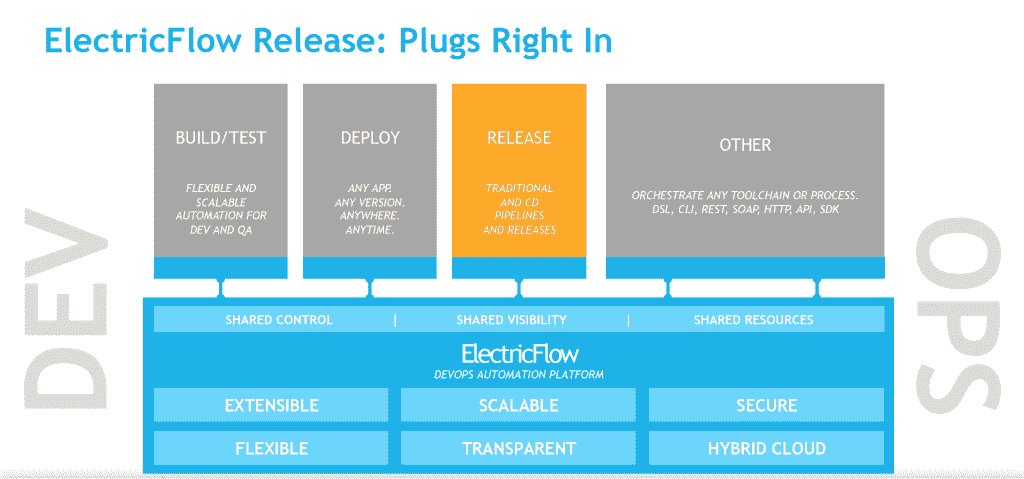 ElectricFlow Release: Plugs Right In
DEV
BUILD/TEST
FLEXIBLE AND
SCALABLE
AUTOMATION FOR
DEV AND QA
DEPLOY
ANY APP.
ANY VERSION.
ANYWHERE.
ANYTIME.
RELEASE
TRADITIONAL
AND CD
PIPELINES
AND RELEASES
OTHER
ORCHESTRATE ANY TOOLCHAIN OR PROCESS.
DSL, CLI, REST, SOAP, HTTP, API, SDK
OPS
SHARED CONTROL | SHARED VISIBILITY | SHARED RESOURCES
ElectricFlow
DEVOPS AUTOMATION PLATFORM
EXTENSIBLE SCALABLE SECURE
FLEXIBLE TRANSPARENT HYBRID CLOUD